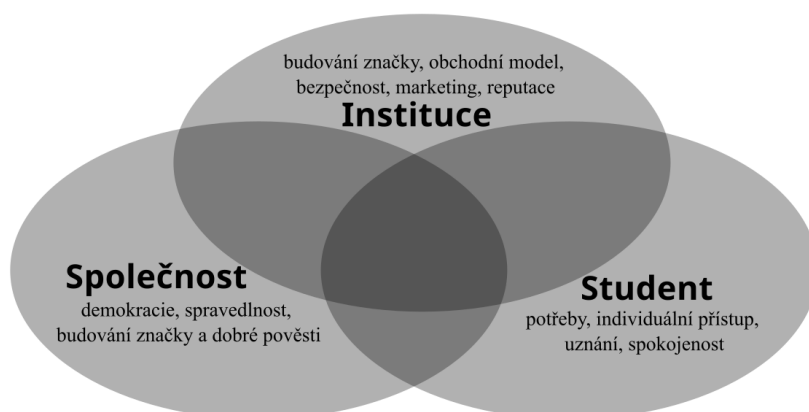 budování značky, obchodní model,
bezpečnost, marketing, reputace
Instituce
Společnost
demokracie, spravedlnost,
budování značky a dobré pověsti
Student
potřeby, individuální přístup,
uznání, spokojenost